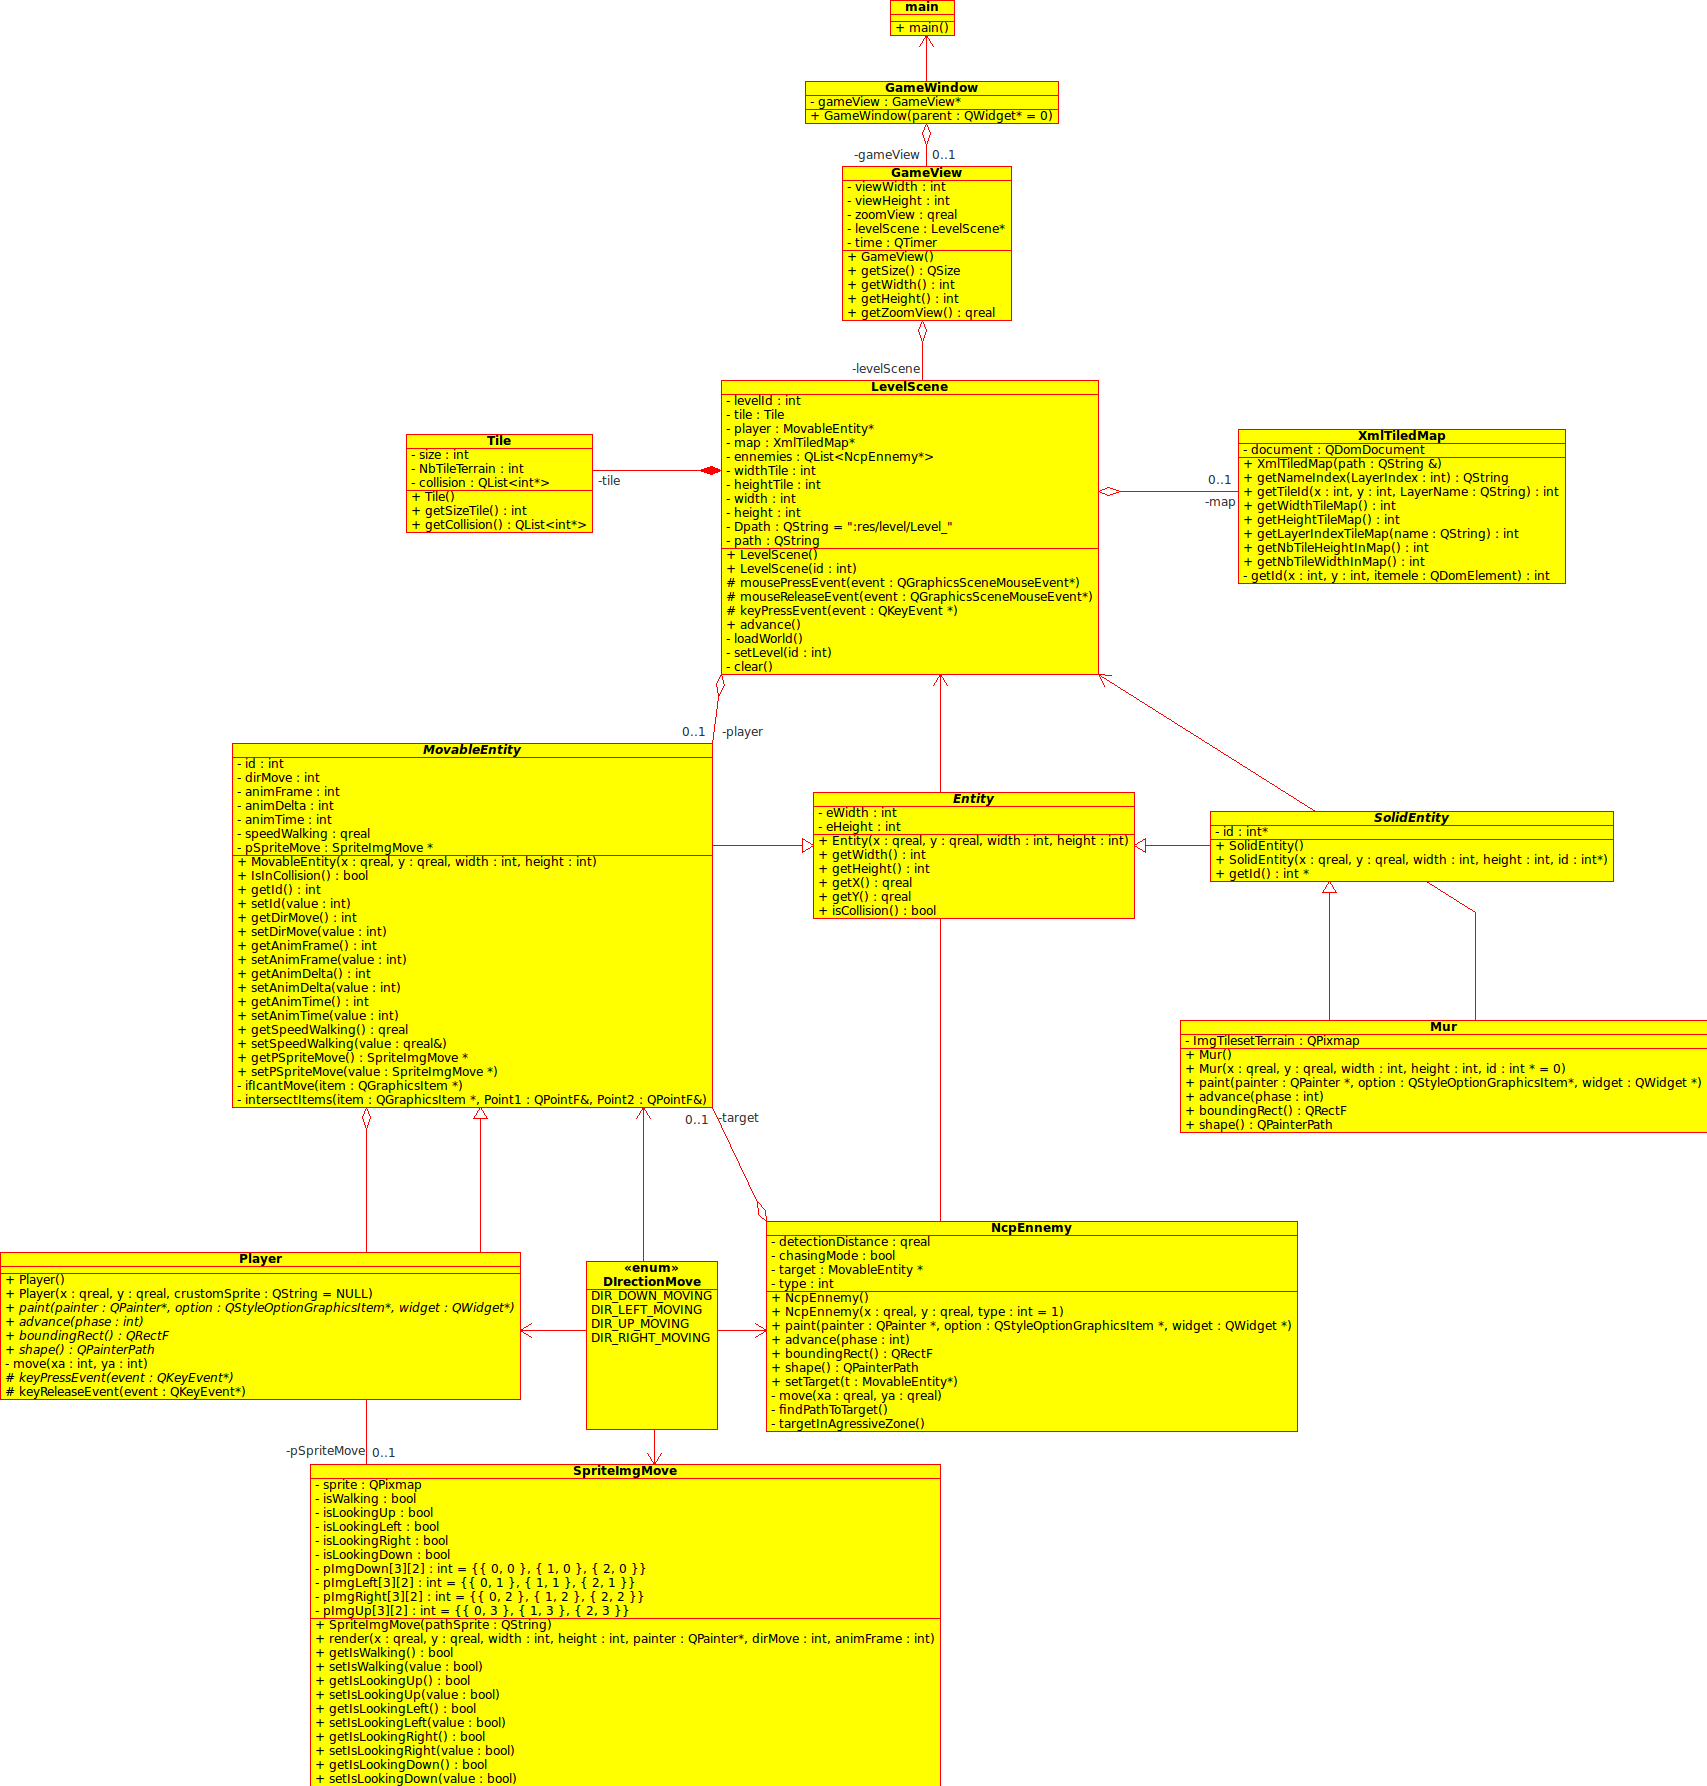 main
+ main()
GameWindow
- gameView : GameView*
+ GameWindow(parent : QWidget* = 0)
-gameView
0..1
GameView
- viewWidth : int
- viewHeight : int
- zoomView : qreal
- levelScene : LevelScene*
- time : QTimer
+ GameView()
+ getSize() : QSize
+ getWidth() : int
+ getHeight() : int
+ getZoomView() : qreal
-levelScene
LevelScene
- levelId : int
- tile : Tile
- player : MovableEntity*
- map : XmlTiledMap*
- ennemies : QList<NcpEnnemy*>
- widthTile : int
- heightTile : int
- width : int
- height : int
- Dpath : QString = ":res/level/Level_"
- path : QString
+ LevelScene()
+ LevelScene(id : int)
# mousePressEvent(event : QGraphicsSceneMouseEvent*)
# mouseReleaseEvent(event : QGraphicsSceneMouseEvent*)
# keyPressEvent(event : QKeyEvent *)
+ advance()
- loadWorld()
- setLevel(id : int)
- clear()
Tile
- size : int
- NbTileTerrain : int
- collision : QList<int*>
+ Tile()
+ getSizeTile() : int
+ getCollision() : QList<int*>
-tile
XmlTiledMap
- document : QDomDocument
+ XmlTiledMap(path : QString &)
+ getNameIndex(LayerIndex : int) : QString
+ getTileId(x : int, y : int, LayerName : QString) : int
+ getWidthTileMap() : int
+ getHeightTileMap() : int
+ getLayerIndexTileMap(name : QString) : int
+ getNbTileHeightInMap() : int
+ getNbTileWidthInMap() : int
- getId(x : int, y : int, itemele : QDomElement) : int
0..1
-map
0..1
-player
MovableEntity
- id : int
- dirMove : int
- animFrame : int
- animDelta : int
- animTime : int
- speedWalking : qreal
- pSpriteMove : SpriteImgMove *
+ MovableEntity(x : qreal, y : qreal, width : int, height : int)
+ IsInCollision() : bool
+ getId() : int
+ setId(value : int)
+ getDirMove() : int
+ setDirMove(value : int)
+ getAnimFrame() : int
+ setAnimFrame(value : int)
+ getAnimDelta() : int
+ setAnimDelta(value : int)
+ getAnimTime() : int
+ setAnimTime(value : int)
+ getSpeedWalking() : qreal
+ setSpeedWalking(value : qreal&)
+ getPSpriteMove() : SpriteImgMove *
+ setPSpriteMove(value : SpriteImgMove *)
- ifIcantMove(item : QGraphicsItem *)
- intersectItems(item : QGraphicsItem *, Point1 : QPointF&, Point2 : QPointF&)
Entity
- eWidth : int
- eHeight : int
+ Entity(x : qreal, y : qreal, width : int, height : int)
+ getWidth() : int
+ getHeight() : int
+ getX() : qreal
+ getY() : qreal
+ isCollision() : bool
SolidEntity
- id : int*
+ SolidEntity()
+ SolidEntity(x : qreal, y : qreal, width : int, height : int, id : int*)
+ getId() : int *
Mur
- ImgTilesetTerrain : QPixmap
+ Mur()
+ Mur(x : qreal, y : qreal, width : int, height : int, id : int * = 0)
+ paint(painter : QPainter *, option : QStyleOptionGraphicsItem*, widget : QWidget *)
+ advance(phase : int)
+ boundingRect() : QRectF
+ shape() : QPainterPath
0..1
-target
Player
+ Player()
+ Player(x : qreal, y : qreal, crustomSprite : QString = NULL)
+ paint(painter : QPainter*, option : QStyleOptionGraphicsItem*, widget : QWidget*)
+ advance(phase : int)
+ boundingRect() : QRectF
+ shape() : QPainterPath
- move(xa : int, ya : int)
# keyPressEvent(event : QKeyEvent*)
# keyReleaseEvent(event : QKeyEvent*)
«enum»
DIrectionMove
DIR_DOWN_MOVING
DIR_LEFT_MOVING
DIR_UP_MOVING
DIR_RIGHT_MOVING
NcpEnnemy
- detectionDistance : qreal
- chasingMode : bool
- target : MovableEntity *
- type : int
+ NcpEnnemy()
+ NcpEnnemy(x : qreal, y : qreal, type : int = 1)
+ paint(painter : QPainter *, option : QStyleOptionGraphicsItem *, widget : QWidget *)
+ advance(phase : int)
+ boundingRect() : QRectF
+ shape() : QPainterPath
+ setTarget(t : MovableEntity*)
- move(xa : qreal, ya : qreal)
- findPathToTarget()
- targetInAgressiveZone()
-pSpriteMove
0..1
SpriteImgMove
- sprite : QPixmap
- isWalking : bool
- isLookingUp : bool
- isLookingLeft : bool
- isLookingRight : bool
- isLookingDown : bool
- pImgDown[3][2] : int = {{ 0, 0 }, { 1, 0 }, { 2, 0 }}
- pImgLeft[3][2] : int = {{ 0, 1 }, { 1, 1 }, { 2, 1 }}
- pImgRight[3][2] : int = {{ 0, 2 }, { 1, 2 }, { 2, 2 }}
- pImgUp[3][2] : int = {{ 0, 3 }, { 1, 3 }, { 2, 3 }}
+ SpriteImgMove(pathSprite : QString)
+ render(x : qreal, y : qreal, width : int, height : int, painter : QPainter*, dirMove : int, animFrame : int)
+ getIsWalking() : bool
+ setIsWalking(value : bool)
+ getIsLookingUp() : bool
+ setIsLookingUp(value : bool)
+ getIsLookingLeft() : bool
+ setIsLookingLeft(value : bool)
+ getIsLookingRight() : bool
+ setIsLookingRight(value : bool)
+ getIsLookingDown() : bool
+ setIsLookingDown(value : bool)